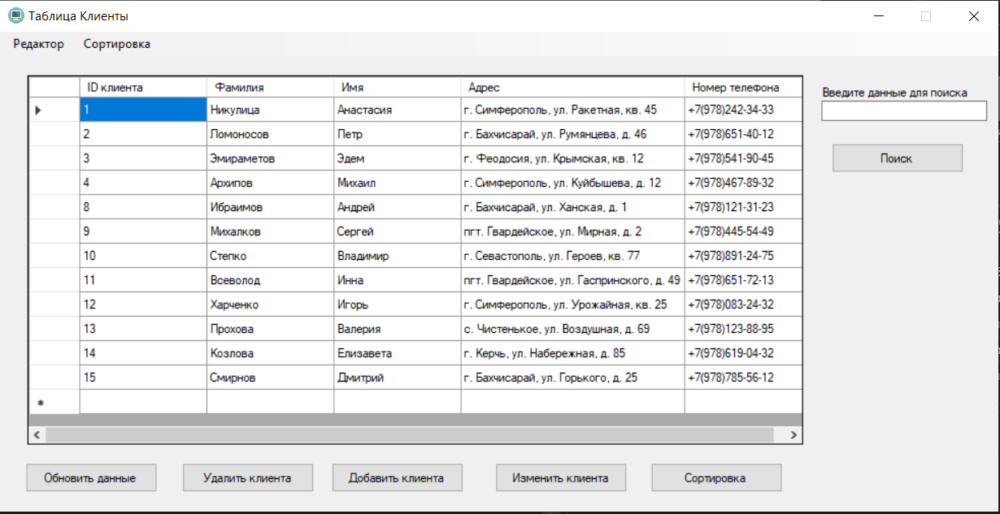 Таблица Клиенты
Редактор Сортировка
ID клиента Фамилия Имя Адрес Номер телефона
Введите данные для поиска
1 Никулица Анастасия г. Симферополь, ул. Ракетная, кв. 45 +7(978)242-34-33
2 Ломоносов Петр г. Бахчисарай, ул. Румянцева, д. 46 +7(978)651-40-12
3 Эмираметов Эдем г. Феодосия, ул. Крымская, кв. 12 +7(978)541-90-45
Поиск
4 Архипов Михаил г. Симферополь, ул. Куйбышева, д. 12 +7(978)467-89-32
8 Ибраимов Андрей г. Бахчисарай, ул. Ханская, д. 1 +7(978)121-31-23
9 Михалков Сергей пгт. Гвардейское, ул. Мирная, д. 2 +7(978)445-54-49
10 Степко Владимир г. Севастополь, ул. Героев, кв. 77 +7(978)891-24-75
11 Всеволод Инна пгт. Гвардейское, ул. Гаспринского, д. 49 +7(978)651-72-13
12 Харченко Игорь г. Симферополь, ул. Урожайная, кв. 25 +7(978)083-24-32
13 Прохова Валерия с. Чистенькое, ул. Воздушная, д. 69 +7(978)123-88-95
14 Козлова Елизавета г. Керчь, ул. Набережная, д. 85 +7(978)619-04-32
15 Смирнов Дмитрий г. Бахчисарай, ул. Горького, д. 25 +7(978)785-56-12
Обновить данные Удалить клиента Добавить клиента Изменить клиента Сортировка